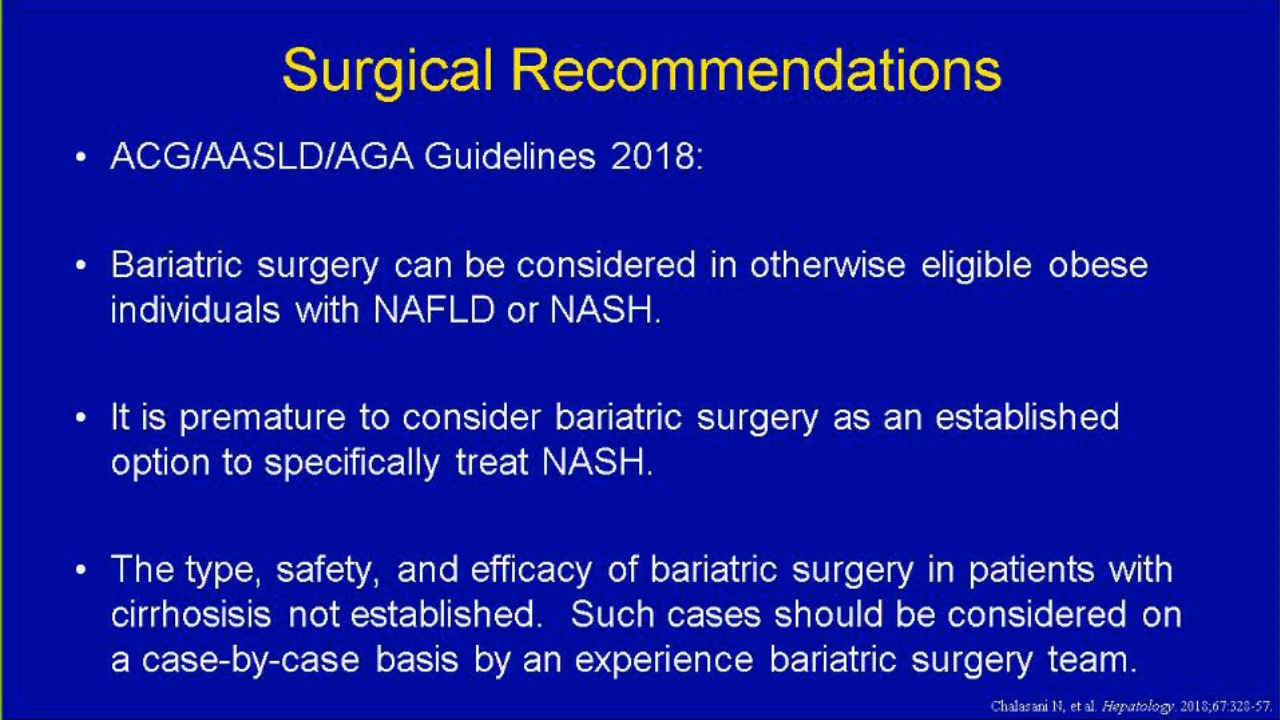 Surgical Recommendations
• ACG/AASLD/AGA Guidelines 2018:
• Bariatric surgery can be considered in otherwise eligible obese
individuals with NAFLD or NASH.
• It is premature to consider bariatric surgery as an established
option to specifically treat NASH.
• The type, safety, and efficacy of bariatric surgery in patients with
cirrhosisis not established. Such cases should be considered on
a case-by-case basis by an experience bariatric surgery team.
Chalasani N, et al. Hepatology. 2018;67:328-57.